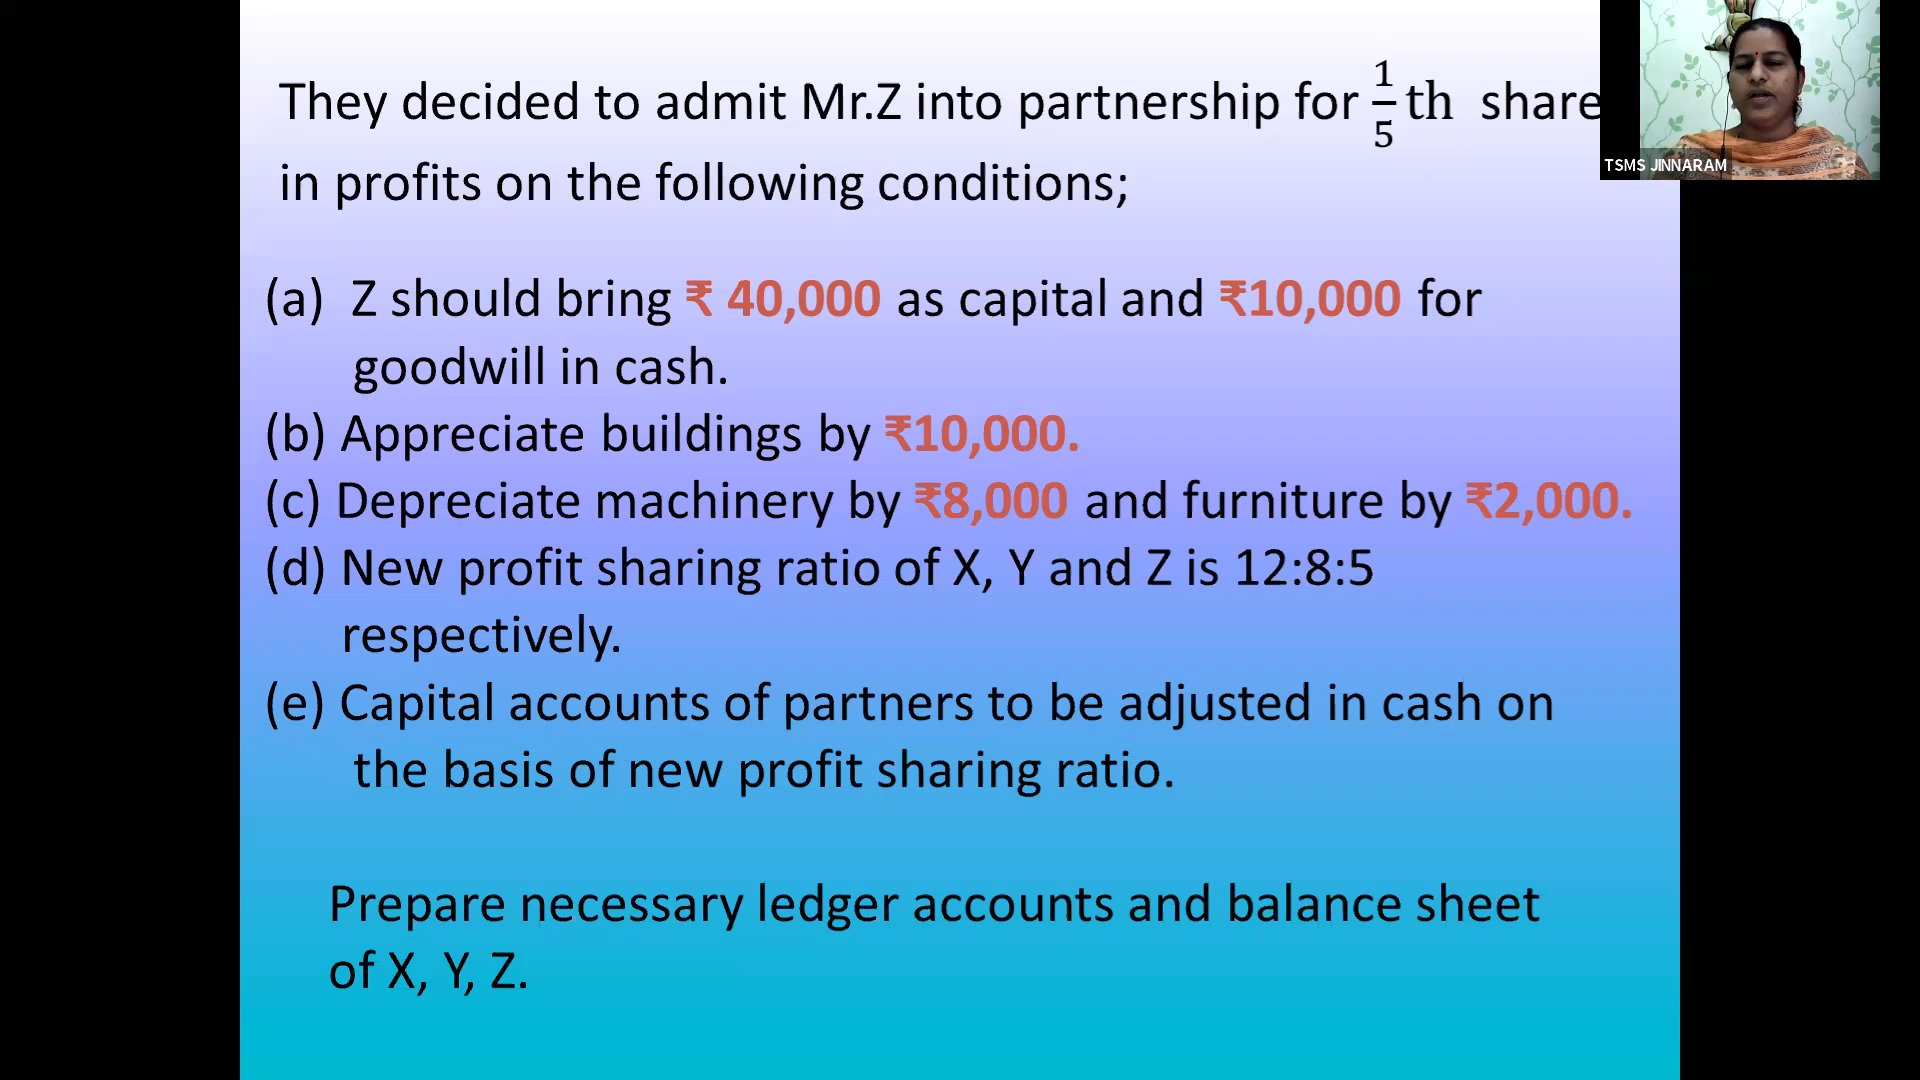 They decided to admit Mr.Z into partnership for 1/5 th share
in profits on the following conditions;
(a) Z should bring ₹ 40,000 as capital and ₹10,000 for
goodwill in cash.
(b) Appreciate buildings by ₹10,000.
(c) Depreciate machinery by ₹8,000 and furniture by ₹2,000.
(d) New profit sharing ratio of X, Y and Z is 12:8:5
respectively.
(e) Capital accounts of partners to be adjusted in cash on
the basis of new profit sharing ratio.
Prepare necessary ledger accounts and balance sheet
of X, Y, Z.
TSMS JINNARAM